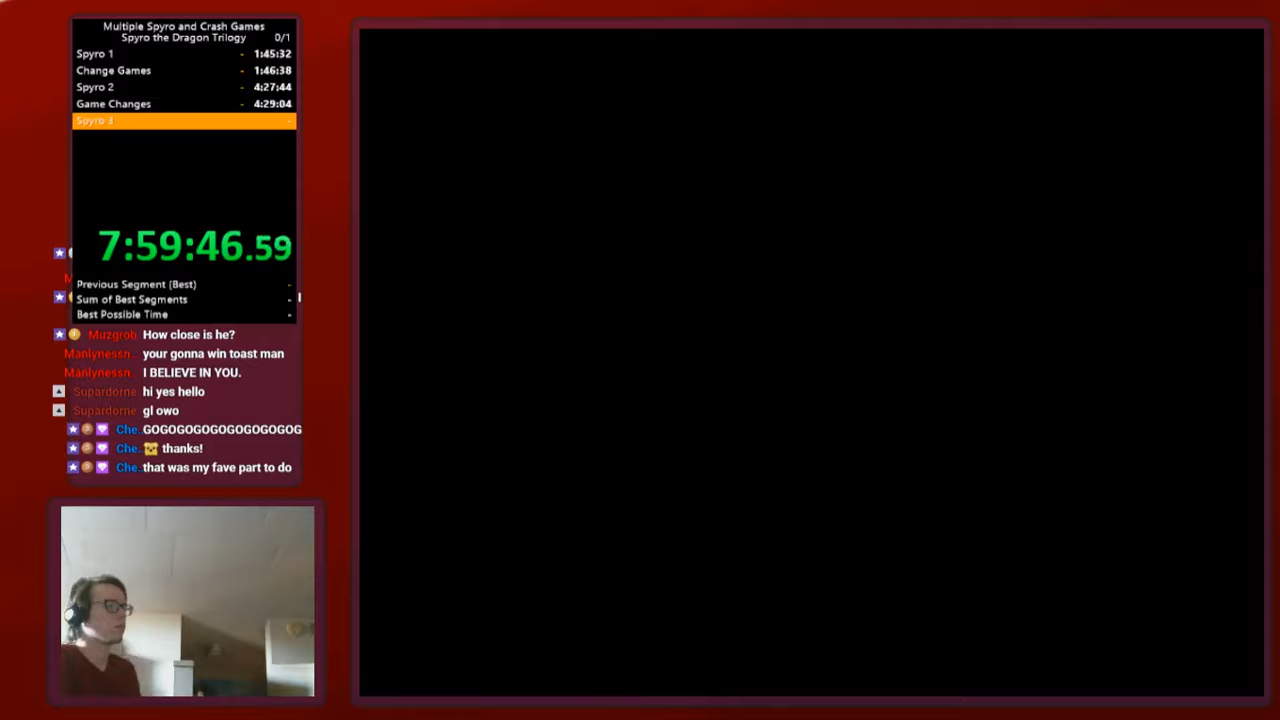 Multiple Spyro and Crash Games
Spyro the Dragon Trilogy 0/1
Spyro 1 - 1:45:32
Change Games - 1:46:38
Spyro 2 - 4:27:44
Game Changes - 4:29:04
Spyro 3 -
7:59:46.59
Previous Segment (Best) -
Sum of Best Segments -
Best Possible Time -
Muzgrob How close is he?
Manlynessn.. your gonna win toast man
Manlynessn.. I BELIEVE IN YOU.
Supardorne hi yes hello
Supardorne gl owo
Che.. GOGOGOGOGOGOGOGOGOG
Che.. thanks!
Che.. that was my fave part to do